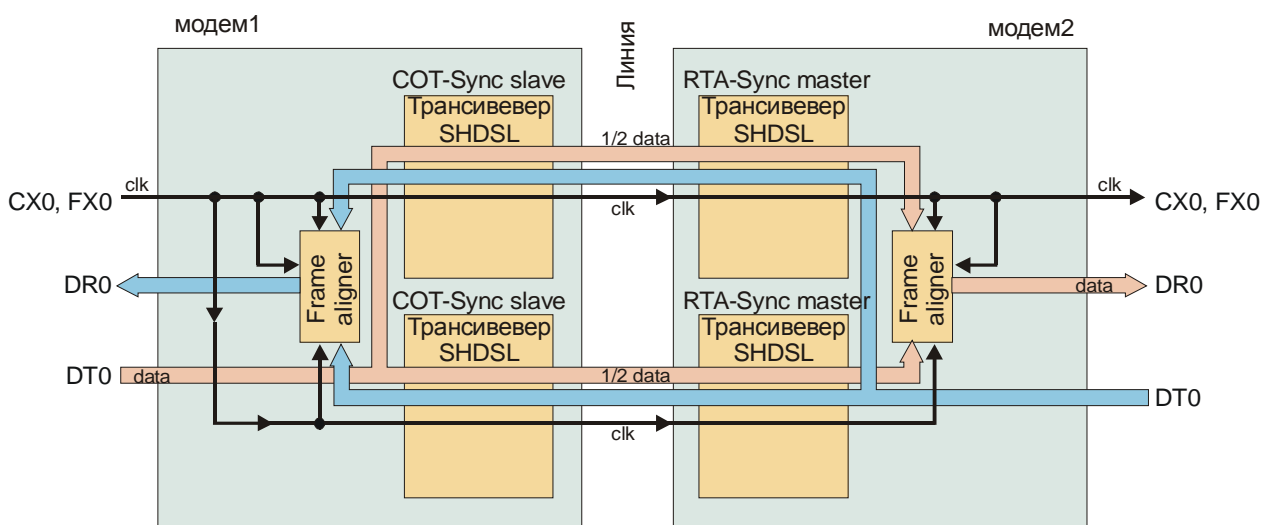 модем1
Линия
модем2
COT-Sync slave
RTA-Sync master
Трансивевер
SHDSL
Трансивевер
SHDSL
1/2 data
clk
clk
CX0, FX0
clk
CX0, FX0
Frame
aligner
Frame
aligner
DR0
data
DR0
COT-Sync slave
RTA-Sync master
Трансивевер
SHDSL
Трансивевер
SHDSL
DT0
data
1/2 data
DT0
clk